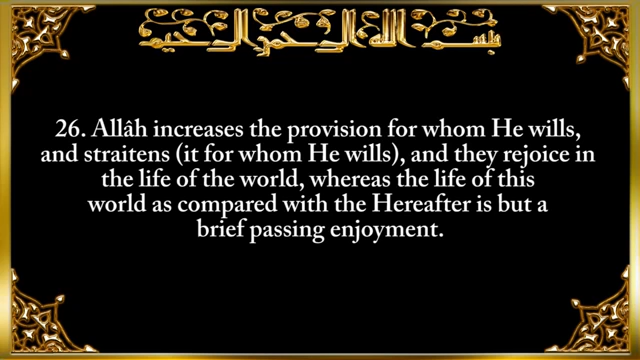 بسم الله الرحمن الرحيم
26. Allâh increases the provision for whom He wills,
and straitens (it for whom He wills), and they rejoice in
the life of the world, whereas the life of this
world as compared with the Hereafter is but a
brief passing enjoyment.